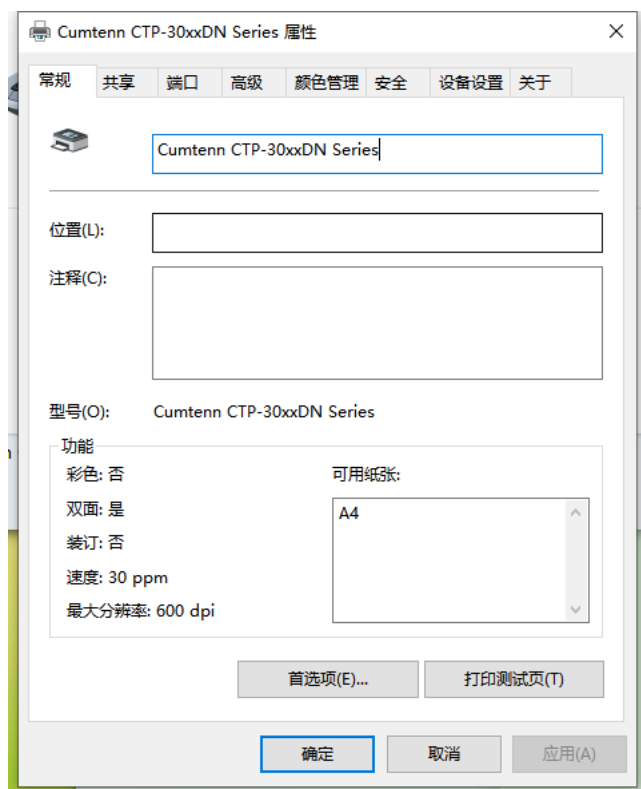 Cumtenn CTP-30xxDN Series 属性
常规 共享 端口 高级 颜色管理 安全 设备设置 关于
Cumtenn CTP-30xxDN Series
位置(L):
注释(C):
型号(O): Cumtenn CTP-30xxDN Series
功能
彩色: 否 可用纸张:
双面: 是 A4
装订: 否
速度: 30 ppm
最大分辨率: 600 dpi
首选项(E)... 打印测试页(T)
确定 取消 应用(A)